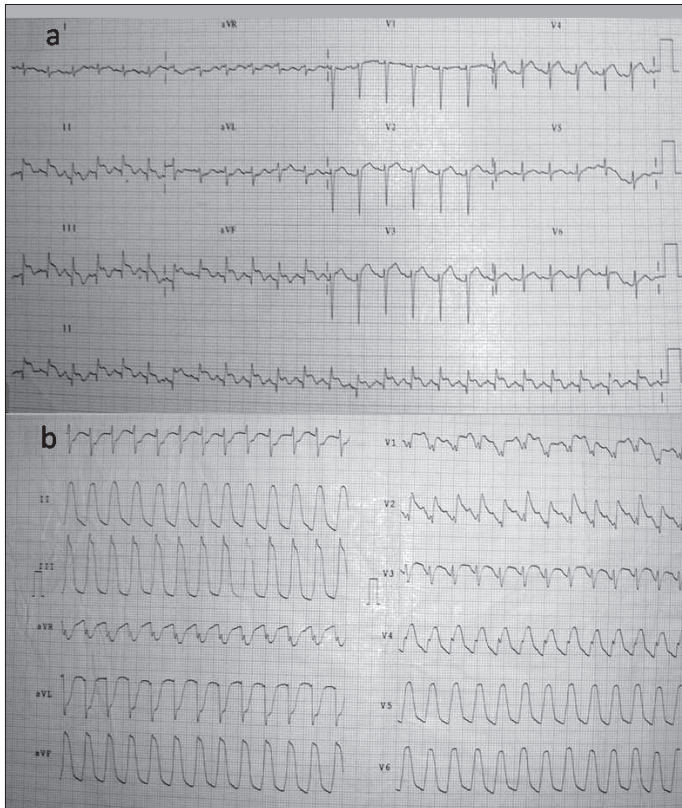 a
I aVR V1 V4
II aVL V2 V5
III aVF V3 V6
II
b
V1
II V2
III V3
aVR V4
aVL V5
aVF V6